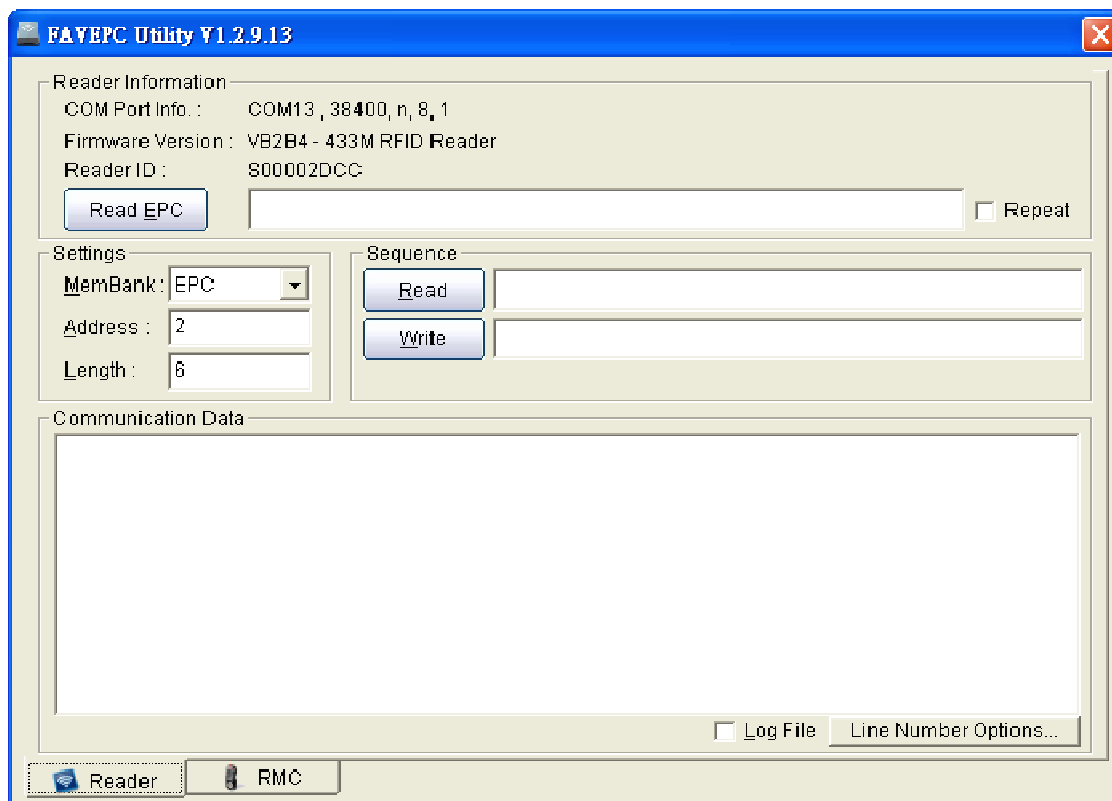 FAVEPC Utility V1.2.9.13
Reader Information
COM Port Info. : COM13 , 38400, n, 8, 1
Firmware Version : VB2B4 - 433M RFID Reader
Reader ID : S00002DCC
Read EPC
Repeat
Settings
MemBank : EPC
Address : 2
Length : 6
Sequence
Read
Write
Communication Data
Log File Line Number Options...
Reader RMC